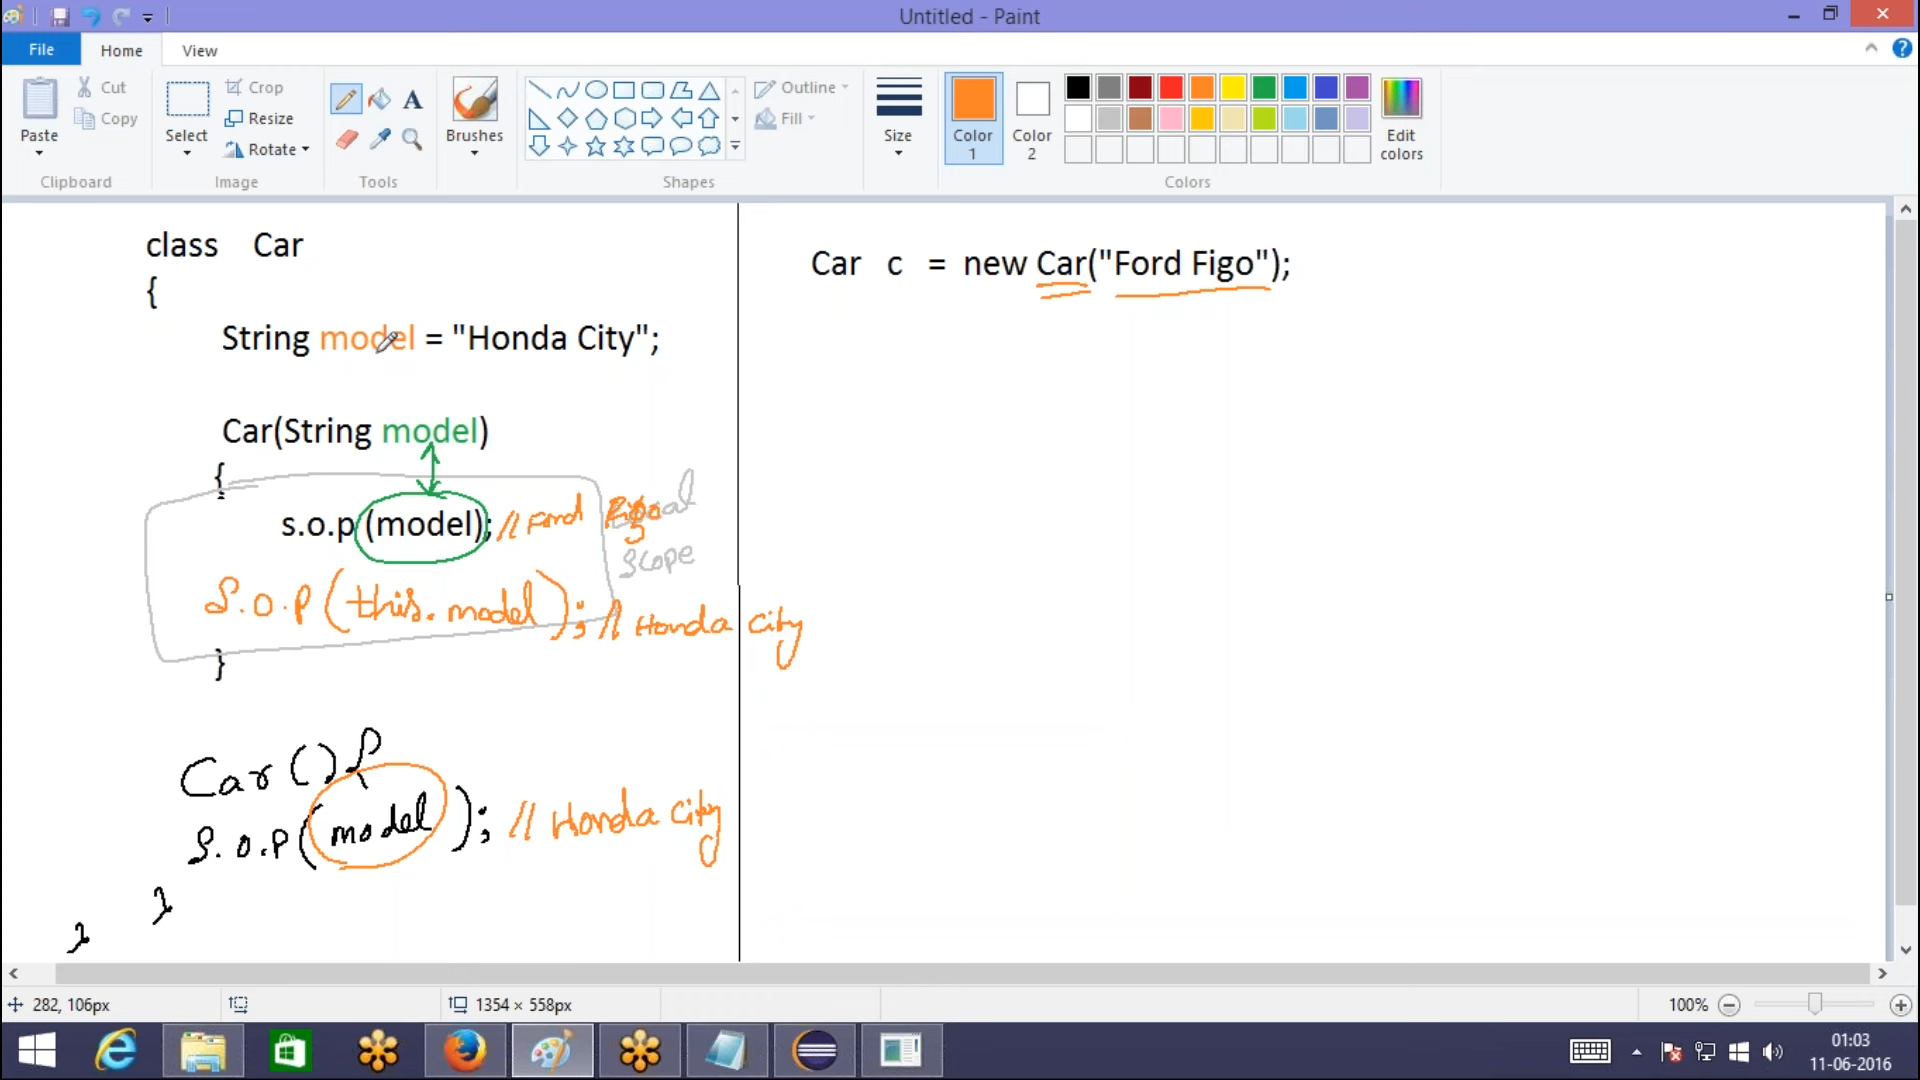 Untitled - Paint
File Home View
Paste Cut Copy Clipboard
Select Crop Resize Rotate Image
Tools
Brushes
Shapes
Outline
Fill
Size
Color 1
Color 2
Edit colors
Colors
class Car
{
String model = "Honda City";
Car(String model)
{
s.o.p (model); // Ford Figo
Local
Scope
S.O.P (this.model); // Honda City
}
Car() {
S.O.P (model); // Honda City
}
}
Car c = new Car("Ford Figo");
282, 106px
1354 × 558px
100%
01:03
11-06-2016